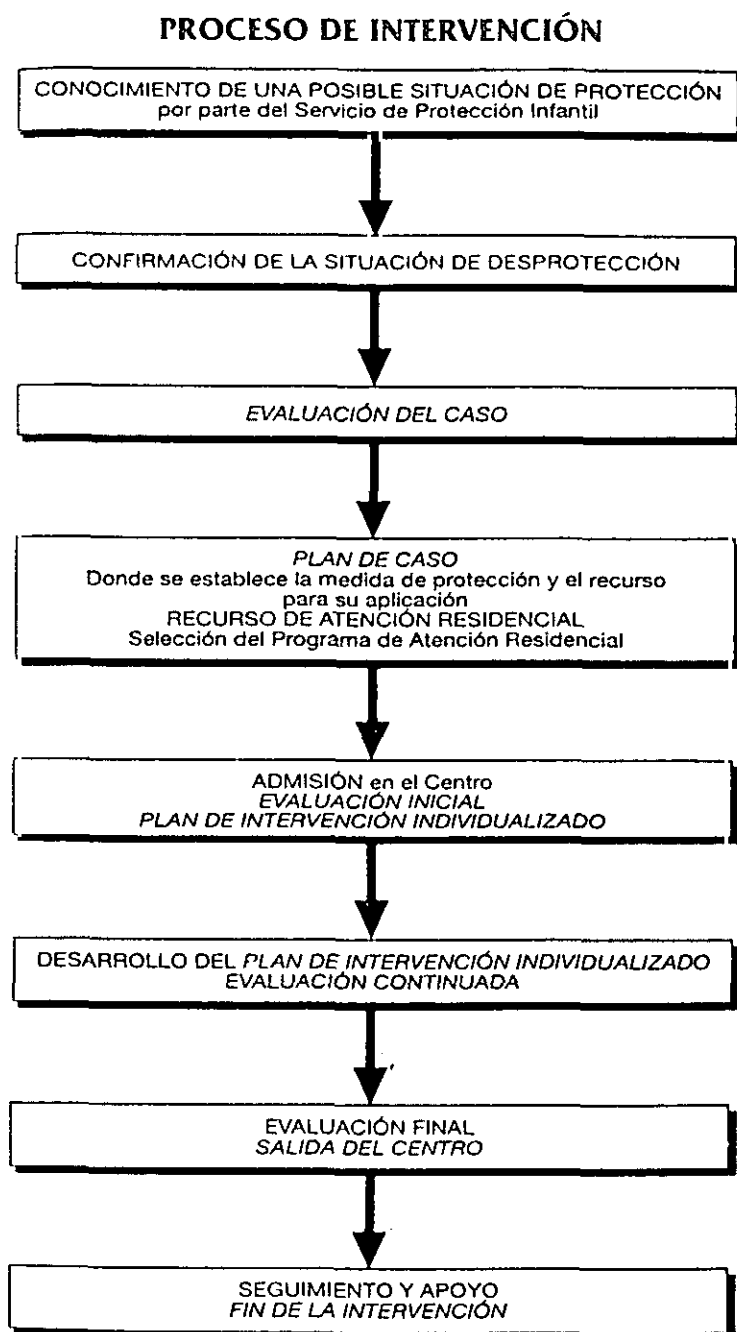 PROCESO DE INTERVENCIÓN
CONOCIMIENTO DE UNA POSIBLE SITUACIÓN DE PROTECCIÓN
por parte del Servicio de Protección Infantil
CONFIRMACIÓN DE LA SITUACIÓN DE DESPROTECCIÓN
EVALUACIÓN DEL CASO
PLAN DE CASO
Donde se establece la medida de protección y el recurso
para su aplicación
RECURSO DE ATENCIÓN RESIDENCIAL
Selección del Programa de Atención Residencial
ADMISIÓN en el Centro
EVALUACIÓN INICIAL
PLAN DE INTERVENCIÓN INDIVIDUALIZADO
DESARROLLO DEL PLAN DE INTERVENCIÓN INDIVIDUALIZADO
EVALUACIÓN CONTINUADA
EVALUACIÓN FINAL
SALIDA DEL CENTRO
SEGUIMIENTO Y APOYO
FIN DE LA INTERVENCIÓN